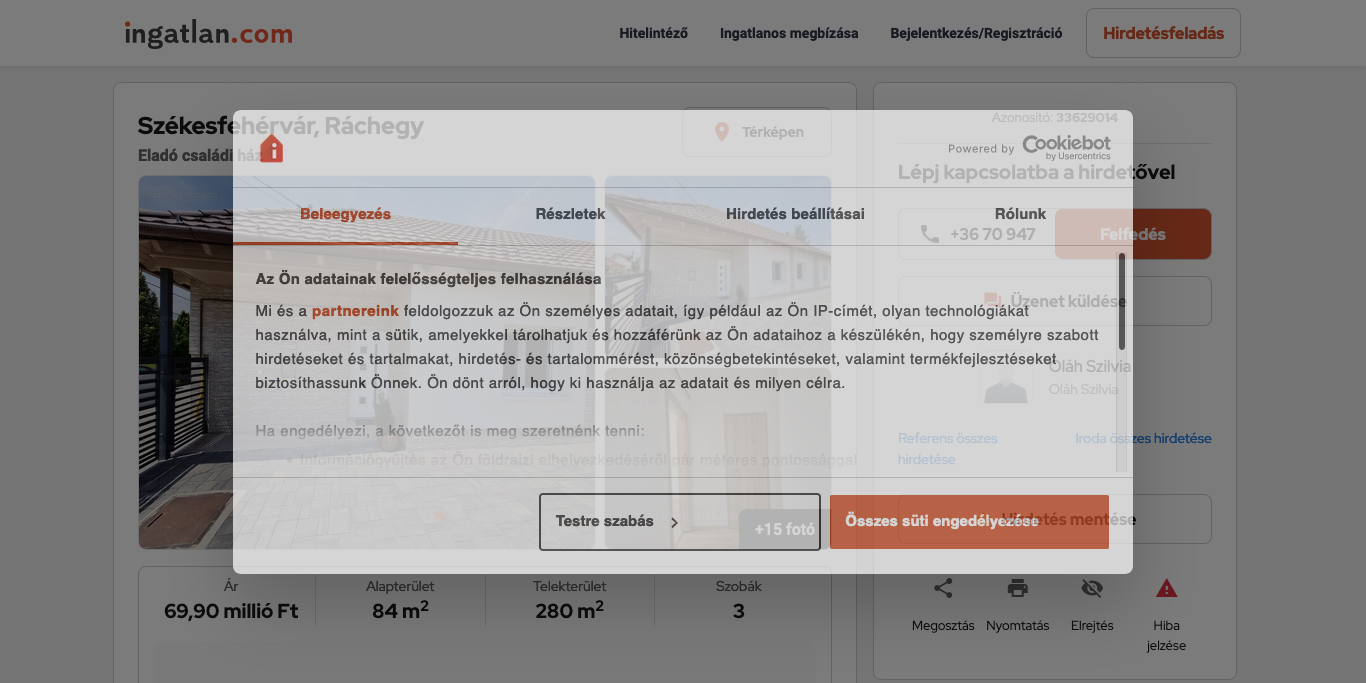 ingatlan.com
Hitelintéző
Ingatlanos megbízása
Bejelentkezés/Regisztráció
Hirdetésfeladás
Székesfehérvár, Ráchegy
Eladó családi ház
Térképen
Azonosító: 33629014
Powered by Cookiebot
by Usercentrics
Lépj kapcsolatba a hirdetővel
Beleegyezés
Részletek
Hirdetés beállításai
Rólunk
+36 70 947
Felfedés
Az Ön adatainak felelősségteljes felhasználása
Mi és a partnereink feldolgozzuk az Ön személyes adatait, így például az Ön IP-címét, olyan technológiákat
használva, mint a sütik, amelyekkel tárolhatjuk és hozzáférünk az Ön adataihoz a készülékén, hogy személyre szabott
hirdetéseket és tartalmakat, hirdetés- és tartalommérést, közönségbetekintéseket, valamint termékfejlesztéseket
biztosíthassunk Önnek. Ön dönt arról, hogy ki használja az adatait és milyen célra.
Ha engedélyezi, a következőt is meg szeretnénk tenni:
• Információgyűjtés az Ön földrajzi elhelyezkedéséről pár méteres pontossággal
Üzenet küldése
Oláh Szilvia
Oláh Szilvia
Referens összes
hirdetése
Iroda összes hirdetése
Testre szabás
Összes süti engedélyezése
Hirdetés mentése
+15 fotó
Ár
69,90 millió Ft
Alapterület
84 m²
Telekterület
280 m²
Szobák
3
Megosztás
Nyomtatás
Elrejtés
Hiba
jelzése